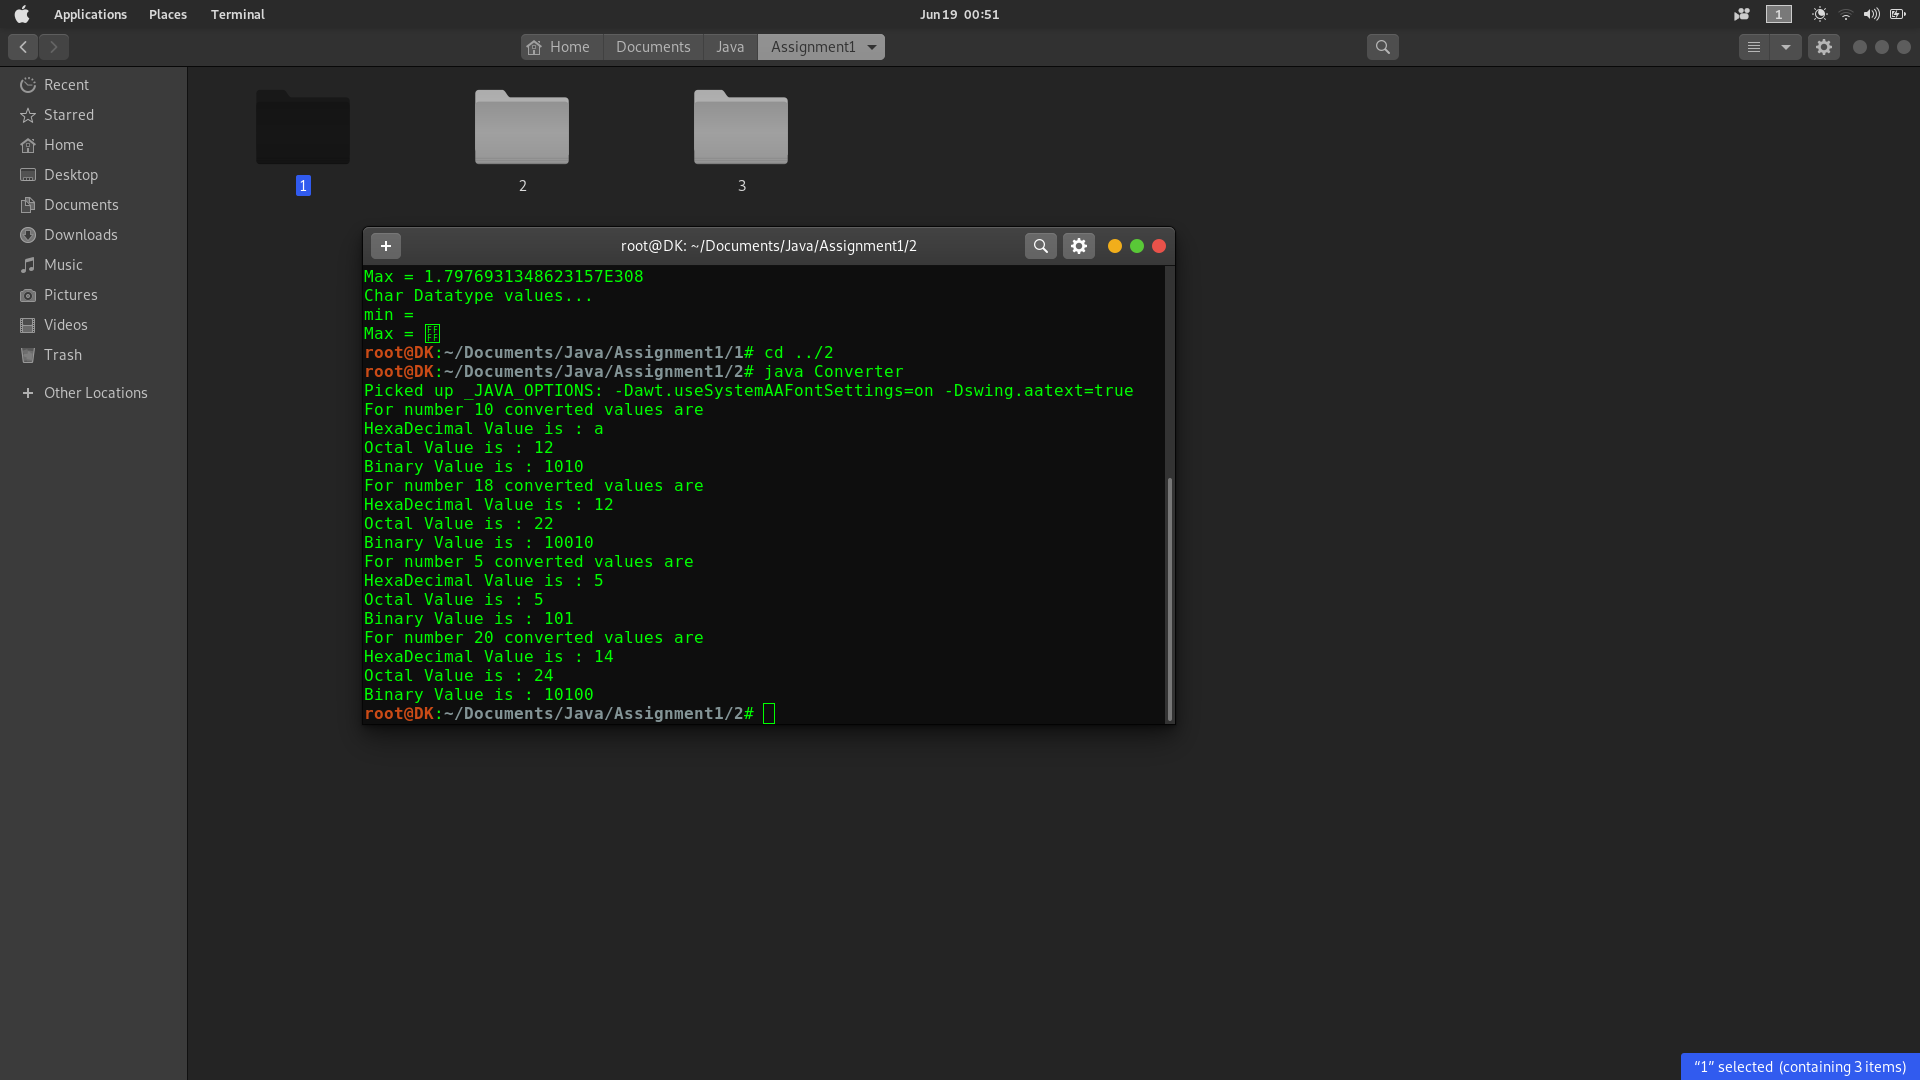 Applications Places Terminal Jun 19 00:51 1
Home Documents Java Assignment1
Recent
Starred
Home
Desktop
Documents
Downloads
Music
Pictures
Videos
Trash
Other Locations
1 2 3
root@DK: ~/Documents/Java/Assignment1/2
Max = 1.7976931348623157E308
Char Datatype values...
min =
Max =
root@DK:~/Documents/Java/Assignment1/1# cd ../2
root@DK:~/Documents/Java/Assignment1/2# java Converter
Picked up _JAVA_OPTIONS: -Dawt.useSystemAAFontSettings=on -Dswing.aatext=true
For number 10 converted values are
HexaDecimal Value is : a
Octal Value is : 12
Binary Value is : 1010
For number 18 converted values are
HexaDecimal Value is : 12
Octal Value is : 22
Binary Value is : 10010
For number 5 converted values are
HexaDecimal Value is : 5
Octal Value is : 5
Binary Value is : 101
For number 20 converted values are
HexaDecimal Value is : 14
Octal Value is : 24
Binary Value is : 10100
root@DK:~/Documents/Java/Assignment1/2#
"1" selected (containing 3 items)